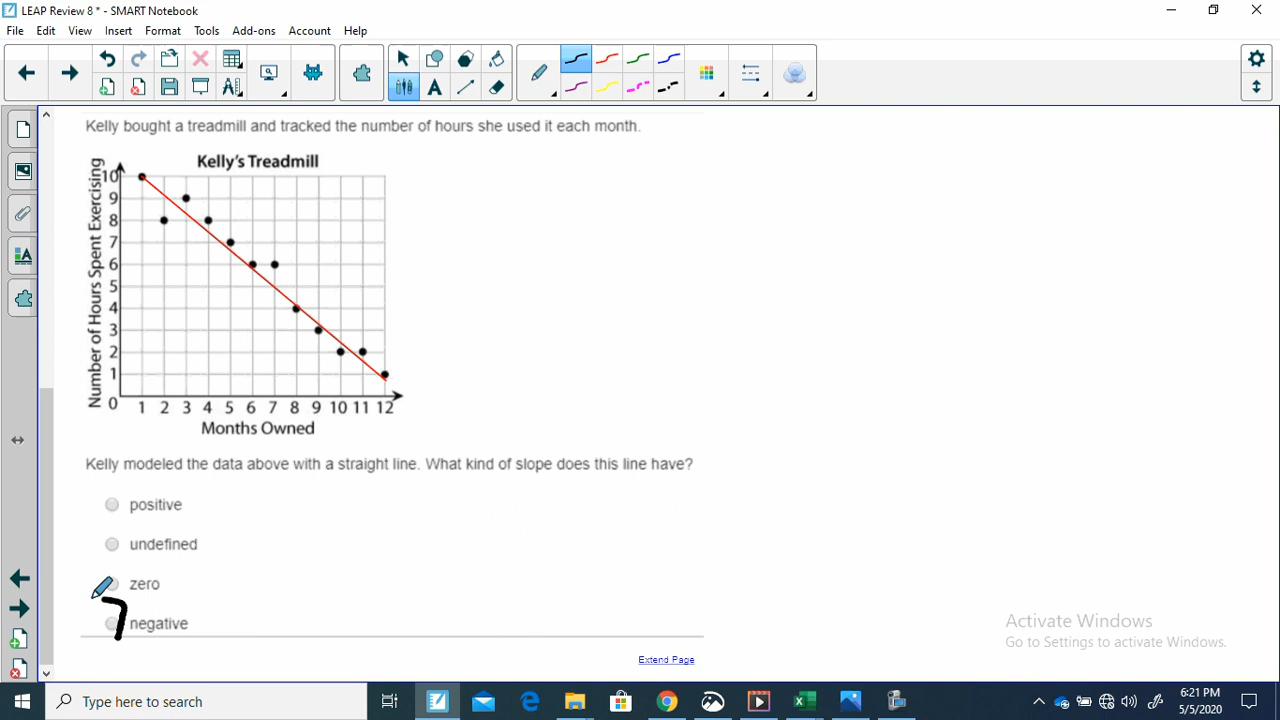 LEAP Review 8 * - SMART Notebook
File Edit View Insert Format Tools Add-ons Account Help
Kelly bought a treadmill and tracked the number of hours she used it each month.
Kelly's Treadmill
Number of Hours Spent Exercising
10
9
8
7
6
5
4
3
2
1
0
1 2 3 4 5 6 7 8 9 10 11 12
Months Owned
Kelly modeled the data above with a straight line. What kind of slope does this line have?
positive
undefined
zero
negative
Extend Page
Activate Windows
Go to Settings to activate Windows.
Type here to search
6:21 PM
5/5/2020